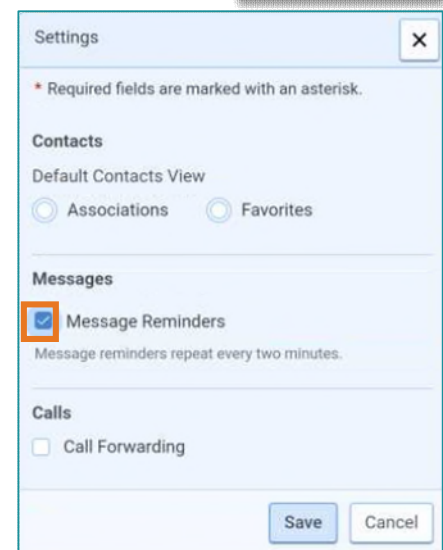 Settings
* Required fields are marked with an asterisk.
Contacts
Default Contacts View
Associations Favorites
Messages
Message Reminders
Message reminders repeat every two minutes.
Calls
Call Forwarding
Save Cancel